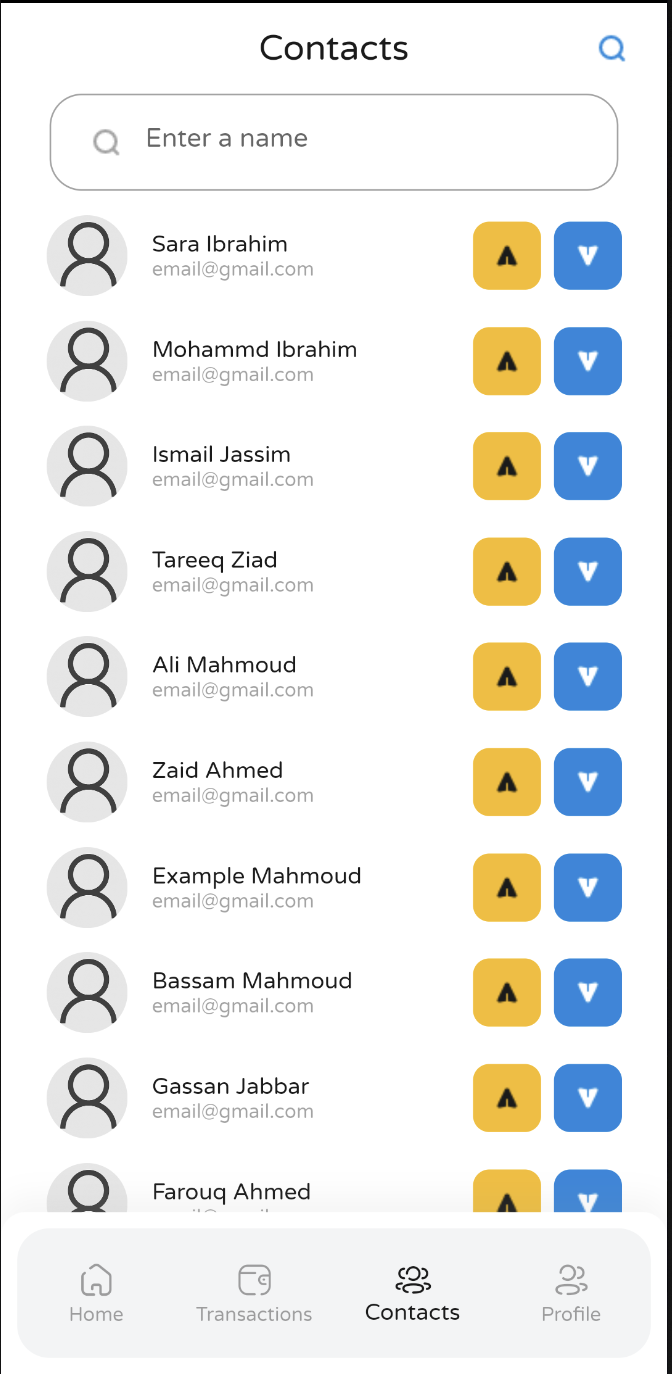 Contacts
Enter a name
Sara Ibrahim
email@gmail.com
Mohammd Ibrahim
email@gmail.com
Ismail Jassim
email@gmail.com
Tareeq Ziad
email@gmail.com
Ali Mahmoud
email@gmail.com
Zaid Ahmed
email@gmail.com
Example Mahmoud
email@gmail.com
Bassam Mahmoud
email@gmail.com
Gassan Jabbar
email@gmail.com
Farouq Ahmed
Home
Transactions
Contacts
Profile